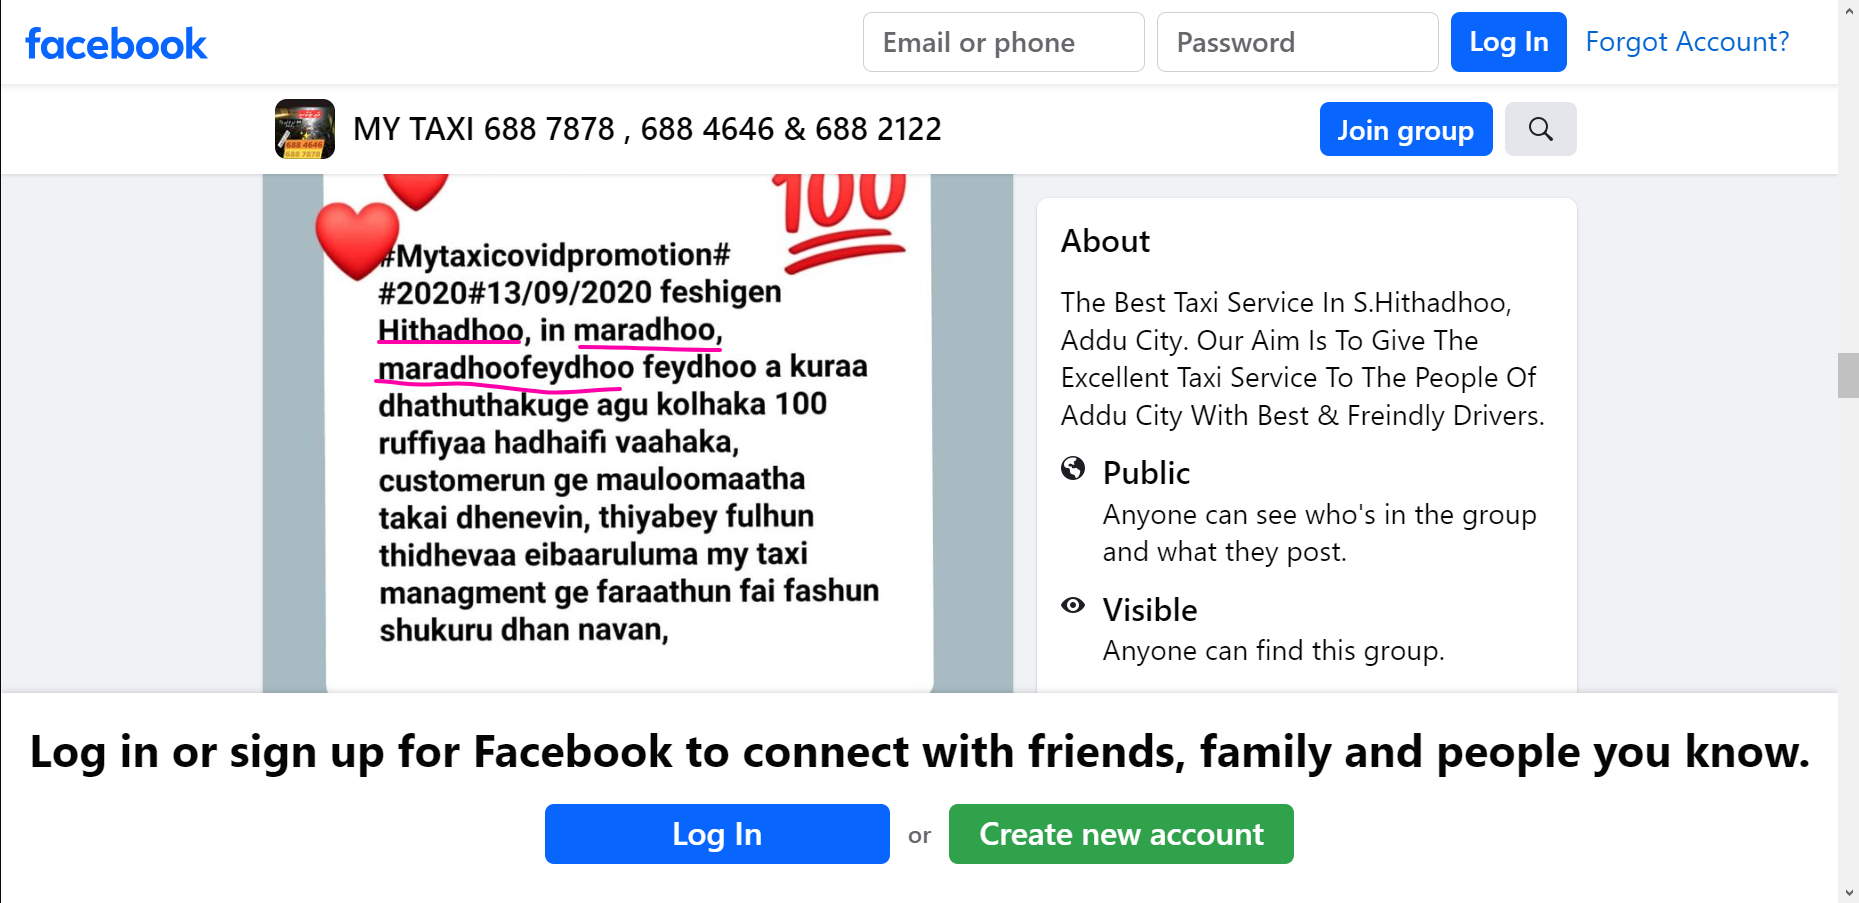 facebook
Email or phone
Password
Log In
Forgot Account?
MY TAXI 688 7878 , 688 4646 & 688 2122
Join group
688 4646
688 7878
100
#Mytaxicovidpromotion#
#2020#13/09/2020 feshigen
Hithadhoo, in maradhoo,
maradhoofeydhoo feydhoo a kuraa
dhathuthakuge agu kolhaka 100
ruffiyaa hadhaifi vaahaka,
customerun ge mauloomaatha
takai dhenevin, thiyabey fulhun
thidhevaa eibaaruluma my taxi
managment ge faraathun fai fashun
shukuru dhan navan,
About
The Best Taxi Service In S.Hithadhoo,
Addu City. Our Aim Is To Give The
Excellent Taxi Service To The People Of
Addu City With Best & Freindly Drivers.
Public
Anyone can see who's in the group
and what they post.
Visible
Anyone can find this group.
Log in or sign up for Facebook to connect with friends, family and people you know.
Log In
or
Create new account